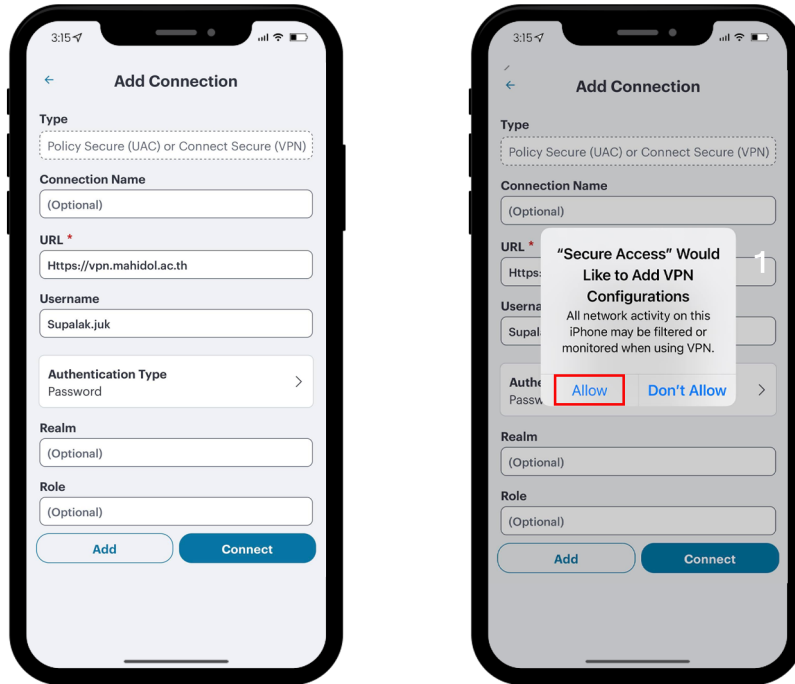 3:15
Add Connection
Type
Policy Secure (UAC) or Connect Secure (VPN)
Connection Name
(Optional)
URL *
Https://vpn.mahidol.ac.th
Username
Supalak.juk
Authentication Type
Password
Realm
(Optional)
Role
(Optional)
Add
Connect
3:15
Add Connection
Type
Policy Secure (UAC) or Connect Secure (VPN)
Connection Name
(Optional)
URL *
Https:
1
“Secure Access” Would
Like to Add VPN
Configurations
All network activity on this
iPhone may be filtered or
monitored when using VPN.
Allow
Don’t Allow
Userna
Supal
Authe
Passw
Realm
(Optional)
Role
(Optional)
Add
Connect